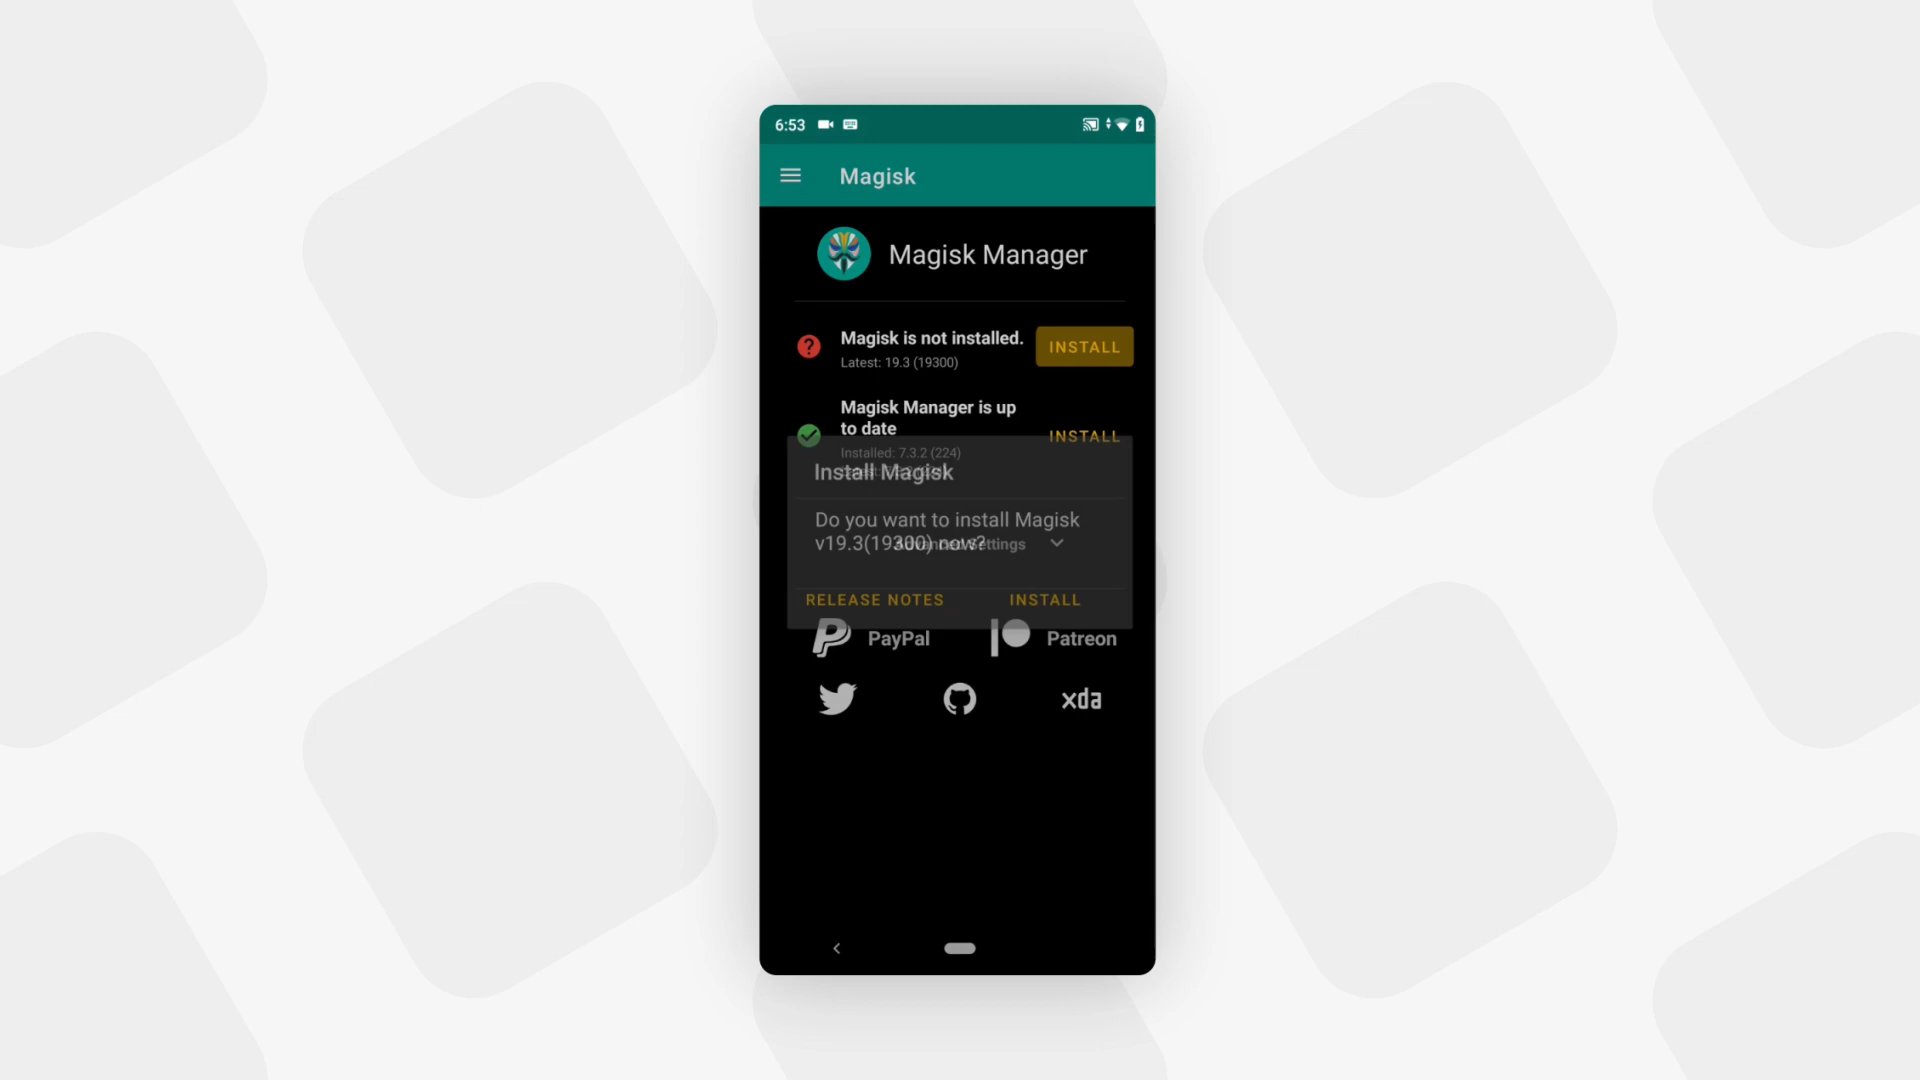 6:53
Magisk
Magisk Manager
Magisk is not installed.
Latest: 19.3 (19300)
INSTALL
Magisk Manager is up
to date
INSTALL
Installed: 7.3.2 (224)
Install Magisk
Do you want to install Magisk
v19.3(19300) now?
Advanced Settings
RELEASE NOTES
INSTALL
PayPal
Patreon
xda